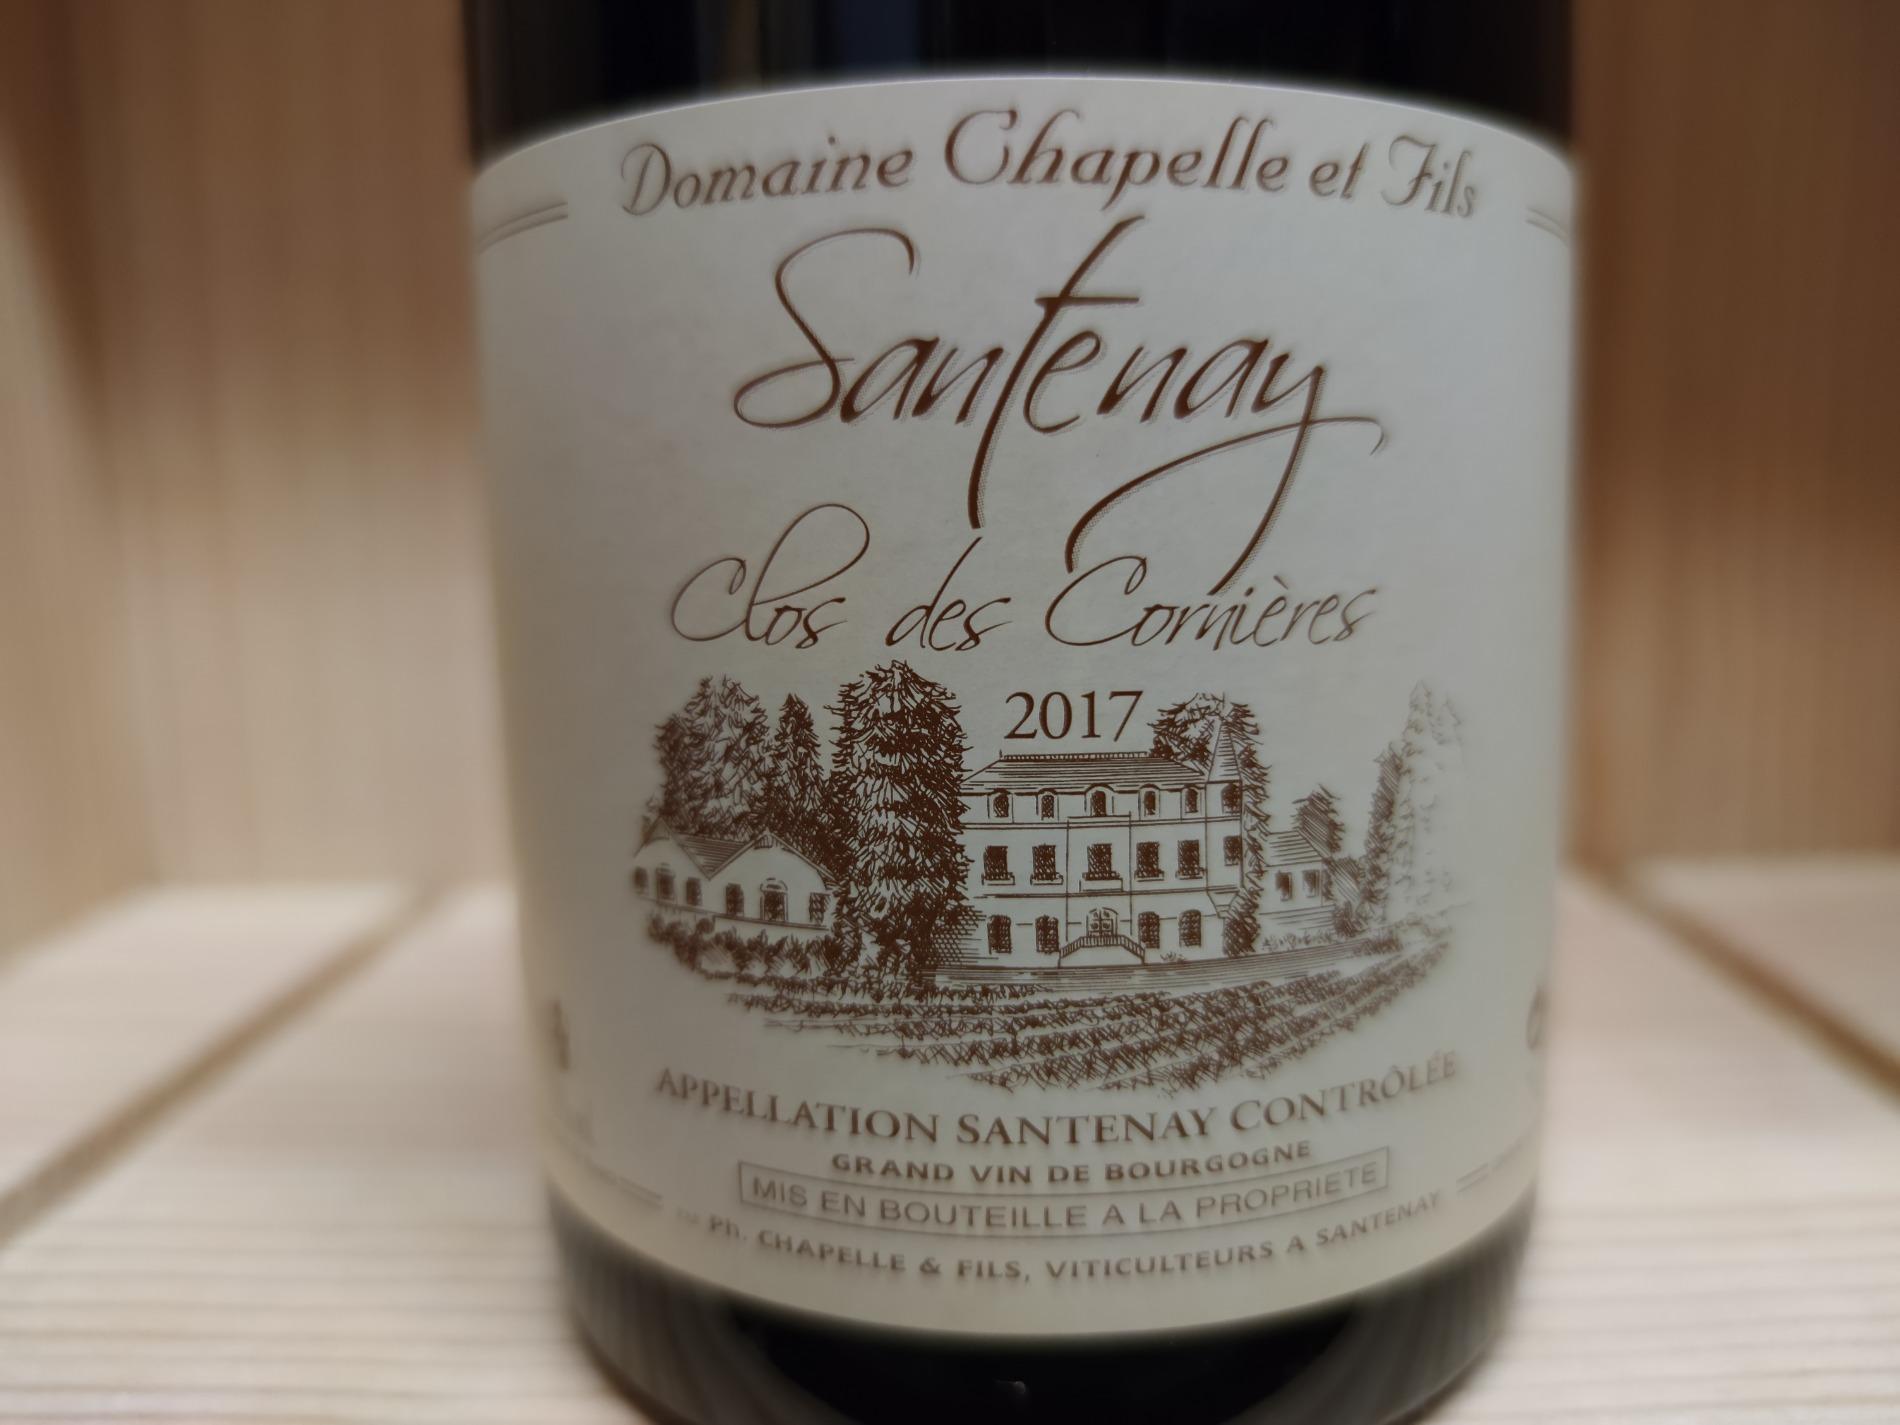 Domaine Chapelle et Fils
Santenay
Clos des Cornières
2017
APPELLATION SANTENAY CONTRÔLÉE
GRAND VIN DE BOURGOGNE
MIS EN BOUTEILLE A LA PROPRIETE
Ph. CHAPELLE & FILS, VITICULTEURS A SANTENAY